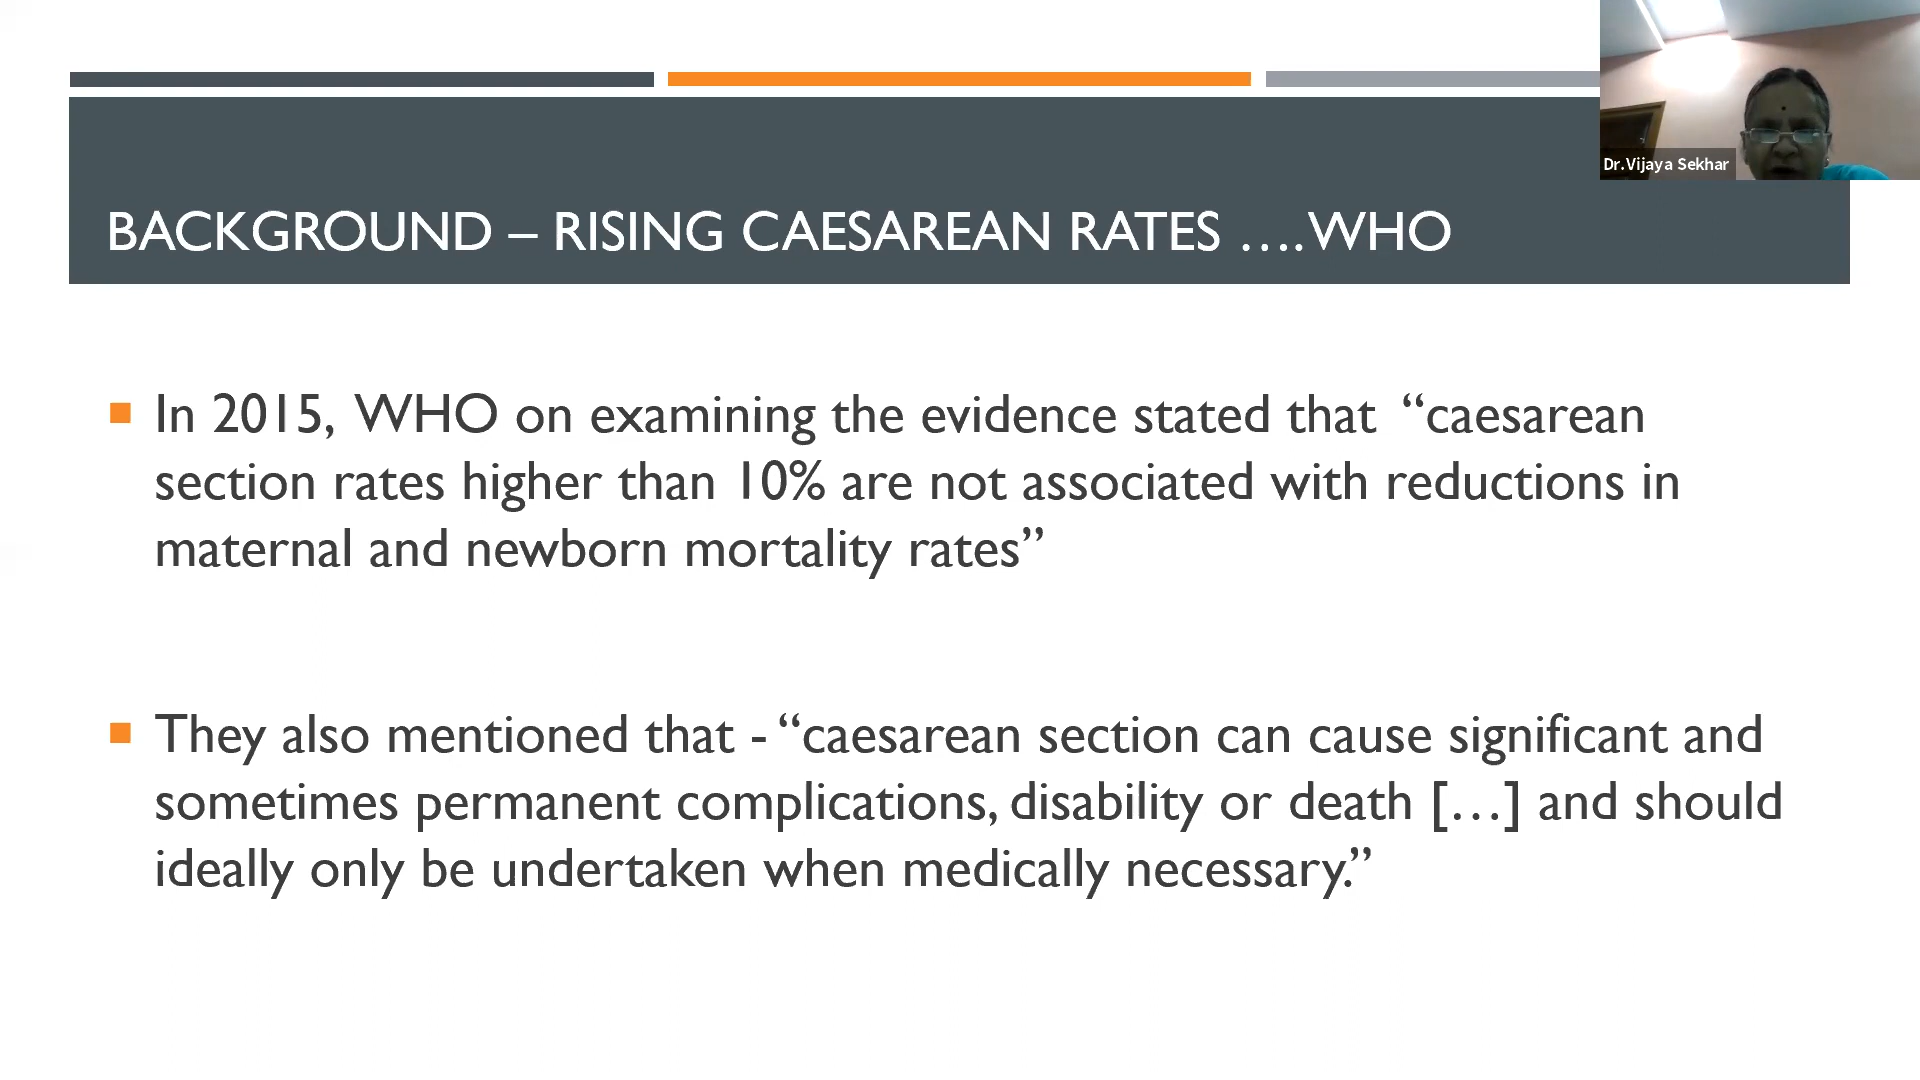 Dr.Vijaya Sekhar
BACKGROUND – RISING CAESAREAN RATES ….WHO
In 2015, WHO on examining the evidence stated that “caesarean
section rates higher than 10% are not associated with reductions in
maternal and newborn mortality rates”
They also mentioned that - “caesarean section can cause significant and
sometimes permanent complications, disability or death […] and should
ideally only be undertaken when medically necessary.”